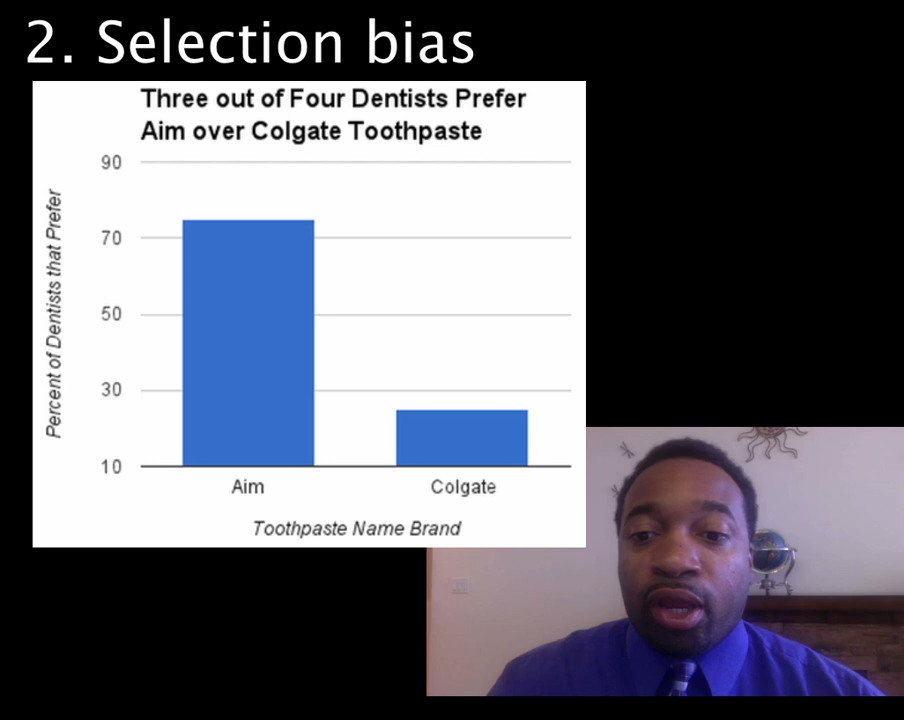 2. Selection bias
Three out of Four Dentists Prefer
Aim over Colgate Toothpaste
Percent of Dentists that Prefer
90
70
50
30
10
Aim Colgate
Toothpaste Name Brand